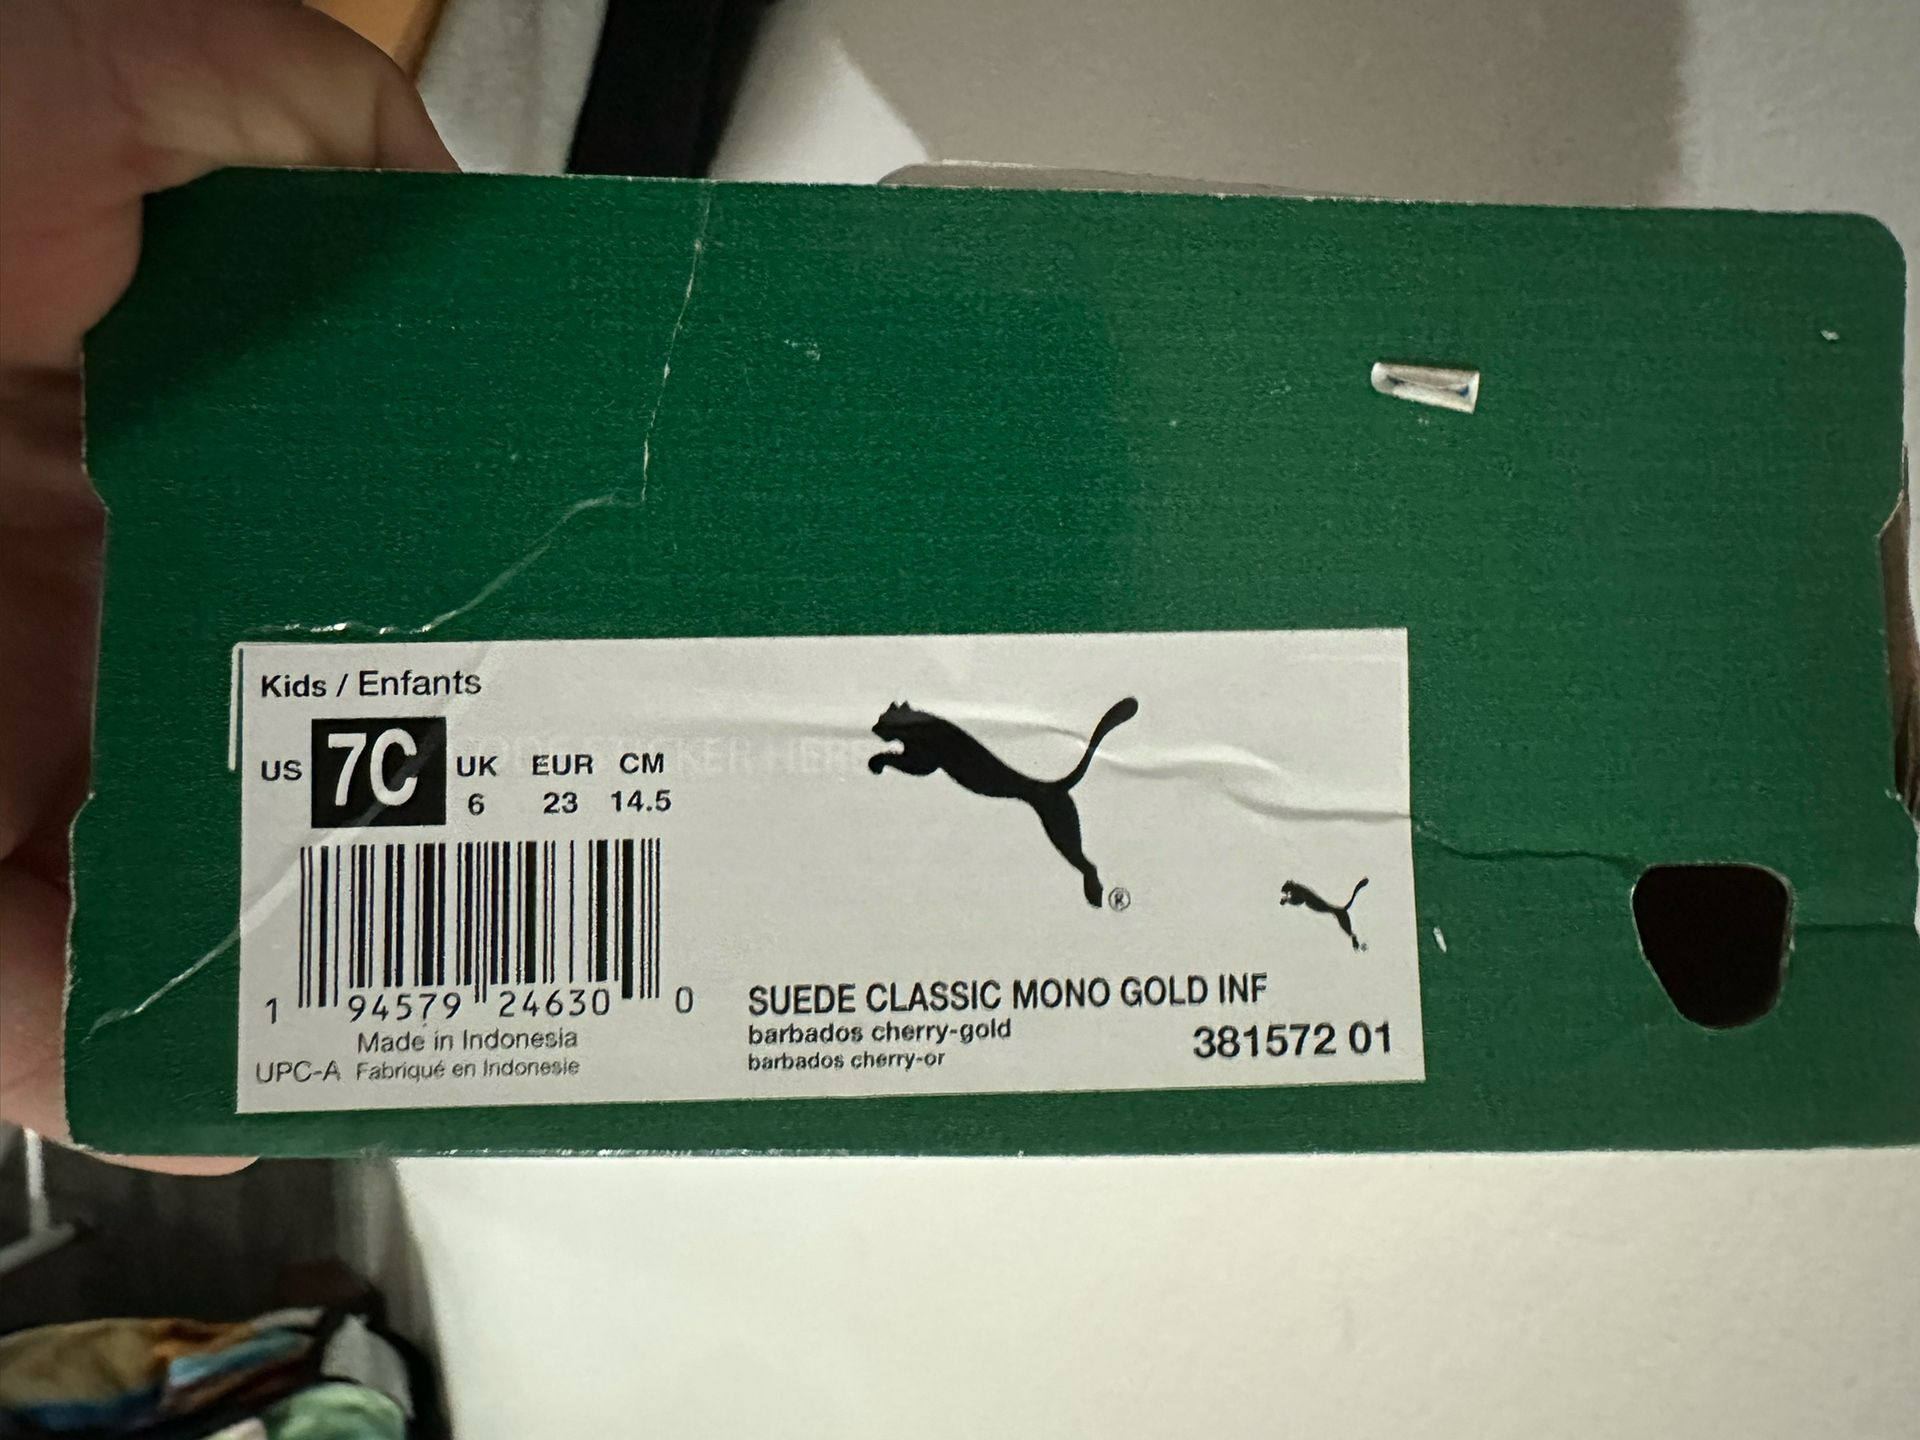 Kids / Enfants
US 7C UK EUR CM
6 23 14.5
1 94579 24630 0
Made in Indonesia
UPC-A Fabriqué en Indonesie
®
SUEDE CLASSIC MONO GOLD INF
barbados cherry-gold
barbados cherry-or
381572 01